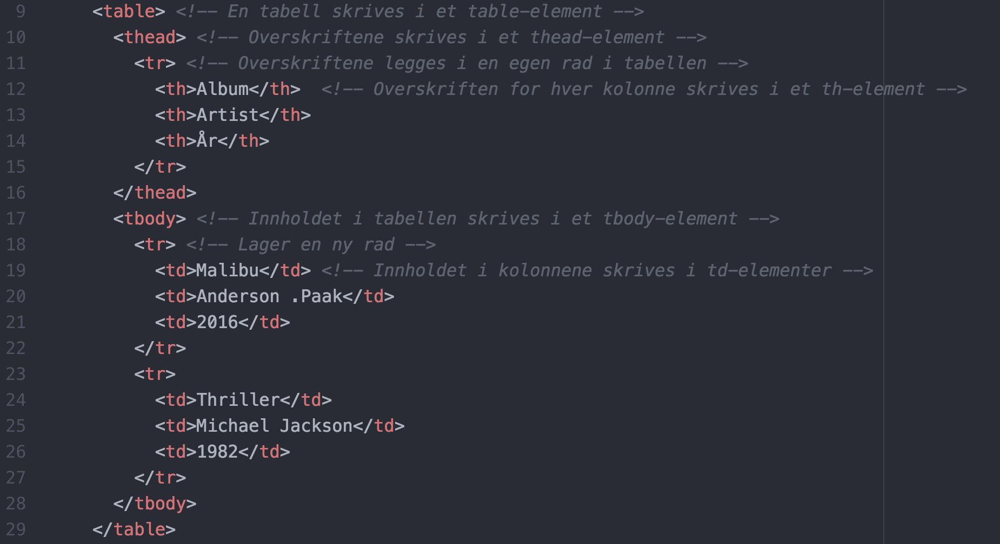 9 <table> <!-- En tabell skrives i et table-element -->
10 <thead> <!-- Overskriftene skrives i et thead-element -->
11 <tr> <!-- Overskriftene legges i en egen rad i tabellen -->
12 <th>Album</th>  <!-- Overskriften for hver kolonne skrives i et th-element -->
13 <th>Artist</th>
14 <th>År</th>
15 </tr>
16 </thead>
17 <tbody> <!-- Innholdet i tabellen skrives i et tbody-element -->
18 <tr> <!-- Lager en ny rad -->
19 <td>Malibu</td> <!-- Innholdet i kolonnene skrives i td-elementer -->
20 <td>Anderson .Paak</td>
21 <td>2016</td>
22 </tr>
23 <tr>
24 <td>Thriller</td>
25 <td>Michael Jackson</td>
26 <td>1982</td>
27 </tr>
28 </tbody>
29 </table>